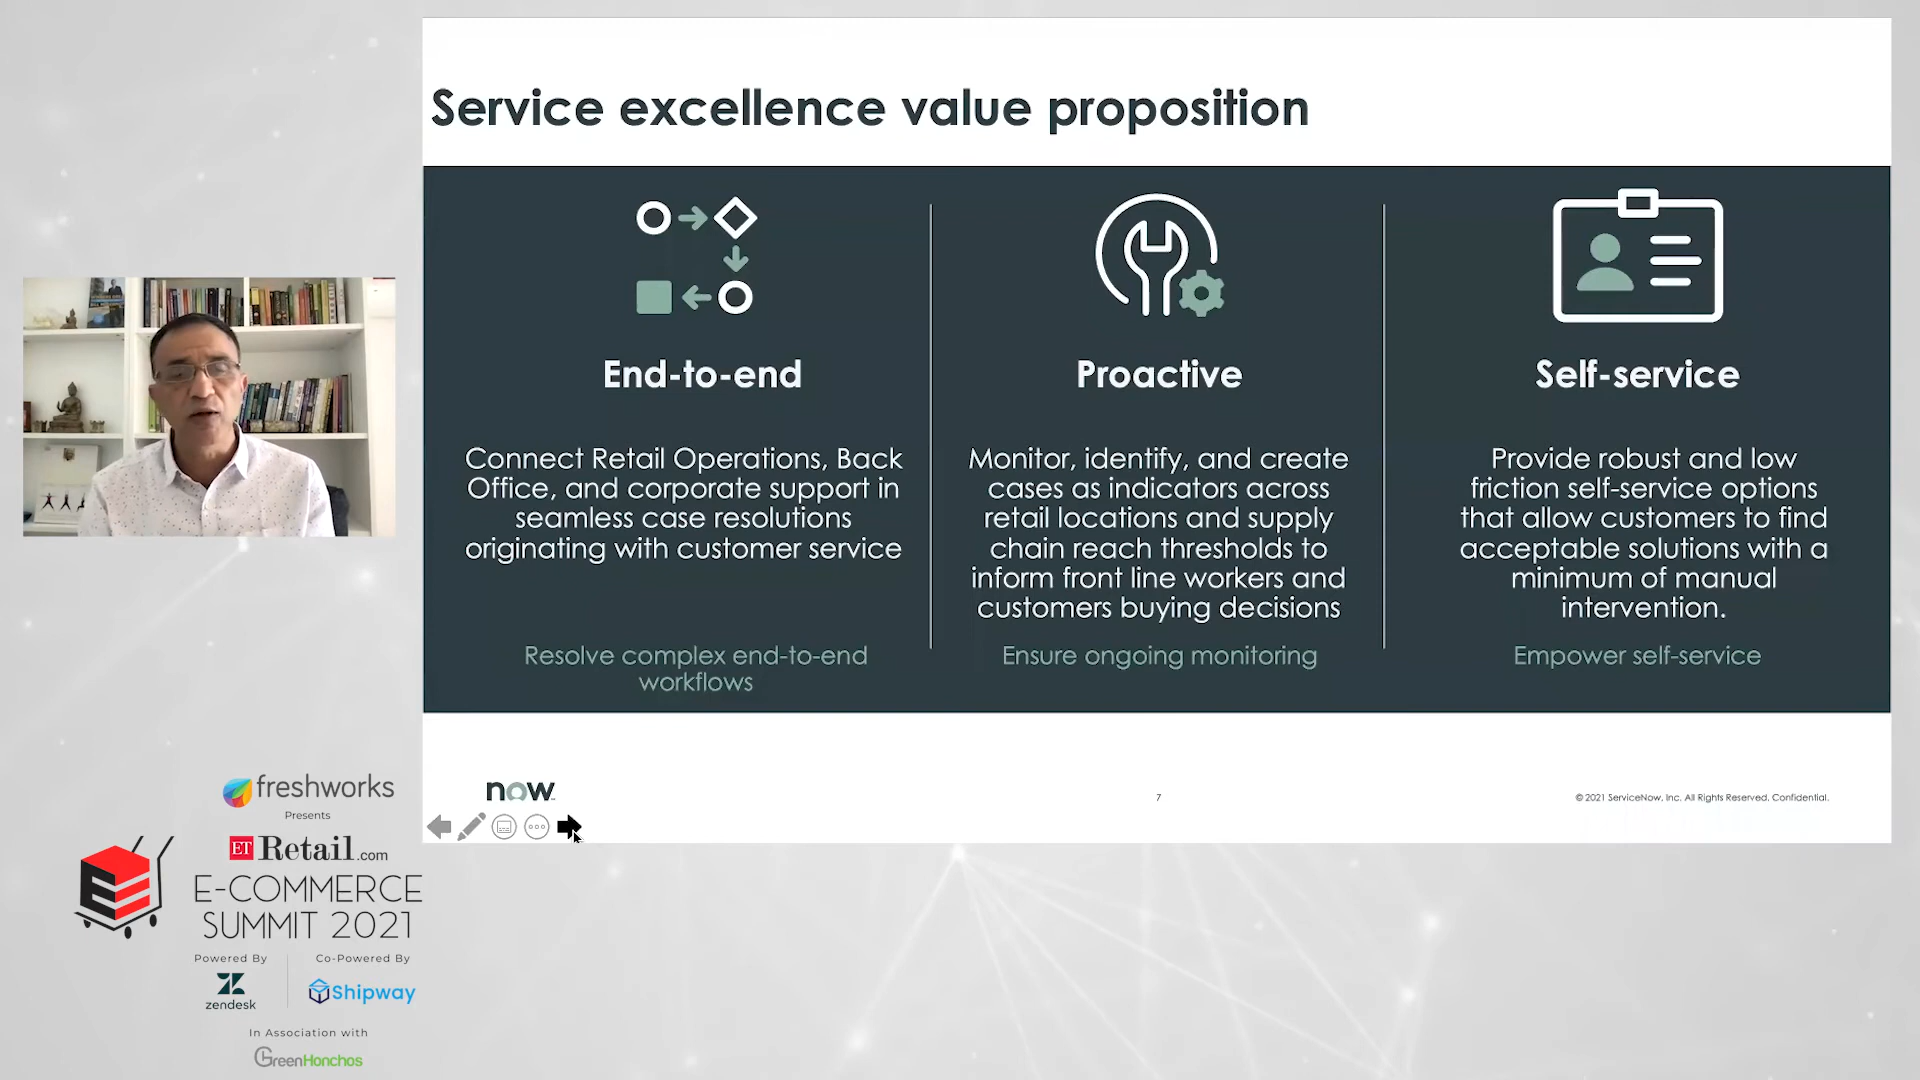 Service excellence value proposition
End-to-end
Connect Retail Operations, Back
Office, and corporate support in
seamless case resolutions
originating with customer service
Resolve complex end-to-end
workflows
Proactive
Monitor, identify, and create
cases as indicators across
retail locations and supply
chain reach thresholds to
inform front line workers and
customers buying decisions
Ensure ongoing monitoring
Self-service
Provide robust and low
friction self-service options
that allow customers to find
acceptable solutions with a
minimum of manual
intervention.
Empower self-service
now
7
© 2021 ServiceNow, Inc. All Rights Reserved. Confidential.
freshworks
Presents
ET Retail.com
E-COMMERCE
SUMMIT 2021
Powered By
zendesk
Co-Powered By
Shipway
In Association with
GreenHonchos